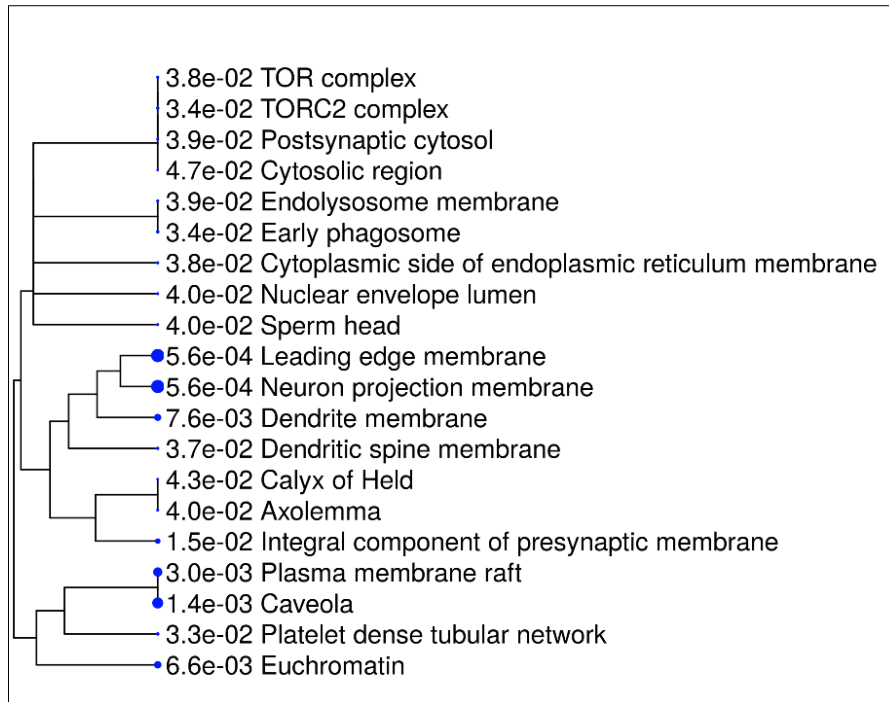 3.8e-02 TOR complex
3.4e-02 TORC2 complex
3.9e-02 Postsynaptic cytosol
4.7e-02 Cytosolic region
3.9e-02 Endolysosome membrane
3.4e-02 Early phagosome
3.8e-02 Cytoplasmic side of endoplasmic reticulum membrane
4.0e-02 Nuclear envelope lumen
4.0e-02 Sperm head
5.6e-04 Leading edge membrane
5.6e-04 Neuron projection membrane
7.6e-03 Dendrite membrane
3.7e-02 Dendritic spine membrane
4.3e-02 Calyx of Held
4.0e-02 Axolemma
1.5e-02 Integral component of presynaptic membrane
3.0e-03 Plasma membrane raft
1.4e-03 Caveola
3.3e-02 Platelet dense tubular network
6.6e-03 Euchromatin